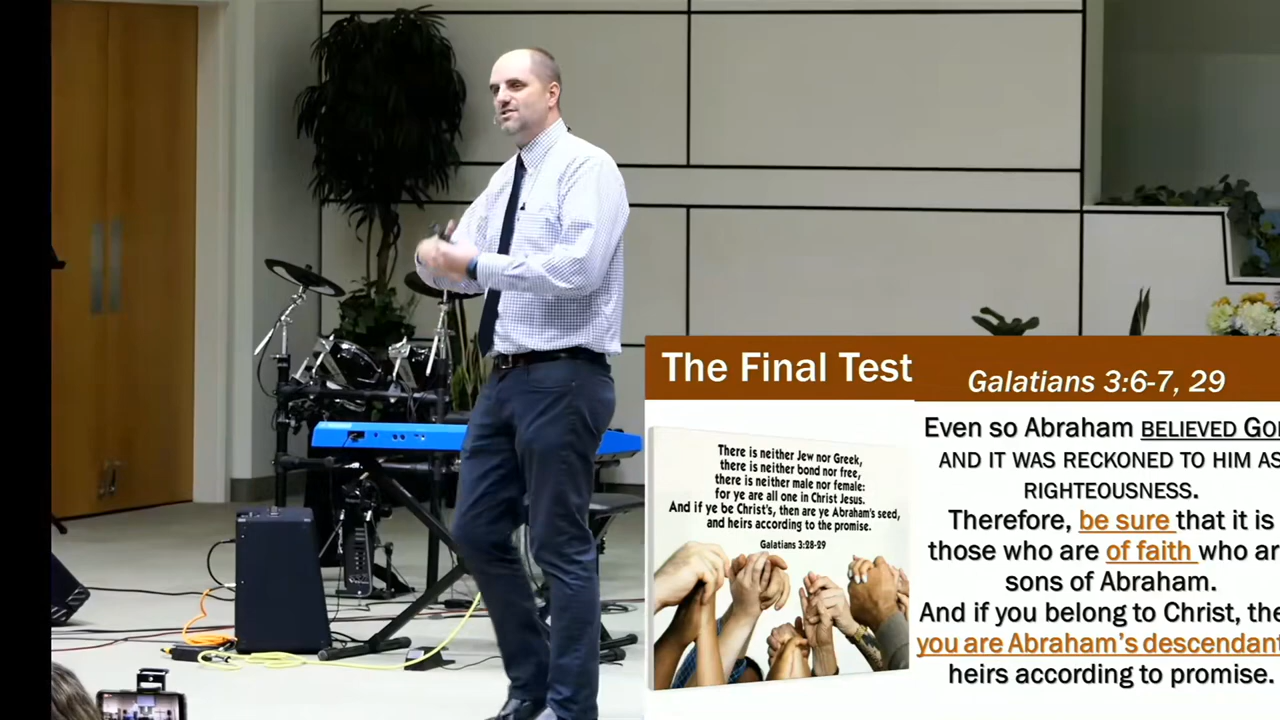 The Final Test
Galatians 3:6-7, 29
There is neither Jew nor Greek,
there is neither bond nor free,
there is neither male nor female:
for ye are all one in Christ Jesus.
And if ye be Christ's, then are ye Abraham's seed,
and heirs according to the promise.
Galatians 3:28-29
Even so Abraham BELIEVED
AND IT WAS RECKONED TO HIM AS
RIGHTEOUSNESS.
Therefore, be sure that it is
those who are of faith who
sons of Abraham.
And if you belong to Christ,
you are Abraham's
heirs according to promise.